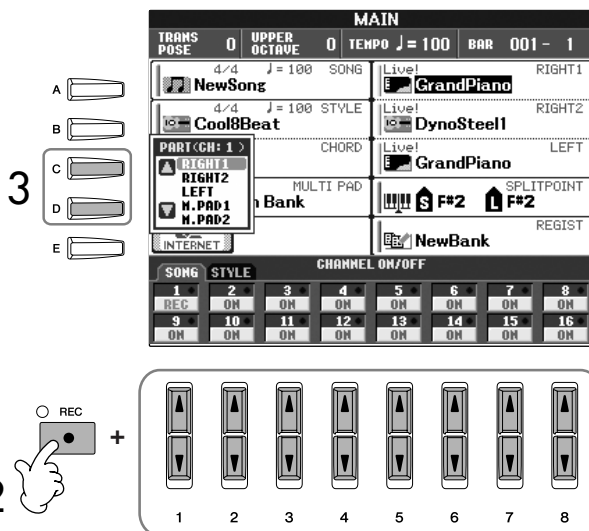 MAIN
TRANS POSE 0 UPPER OCTAVE 0 TEMPO ♩= 100 BAR 001 - 1
4/4 ♩= 100 SONG
NewSong
Live! RIGHT1
GrandPiano
4/4 ♩= 100 STYLE
Cool8Beat
Live! RIGHT2
DynoSteel1
PART(CH: 1 )
RIGHT1
RIGHT2
LEFT
M.PAD1
M.PAD2
CHORD
Live! LEFT
GrandPiano
MULTI PAD
Bank
SPLITPOINT
S F#2 L F#2
INTERNET
REGIST
NewBank
SONG STYLE CHANNEL ON/OFF
1 2 3 4 5 6 7 8
REC ON ON ON ON ON ON ON
9 10 11 12 13 14 15 16
ON ON ON ON ON ON ON ON
A
B
C
D
E
3
REC
+
2
1 2 3 4 5 6 7 8